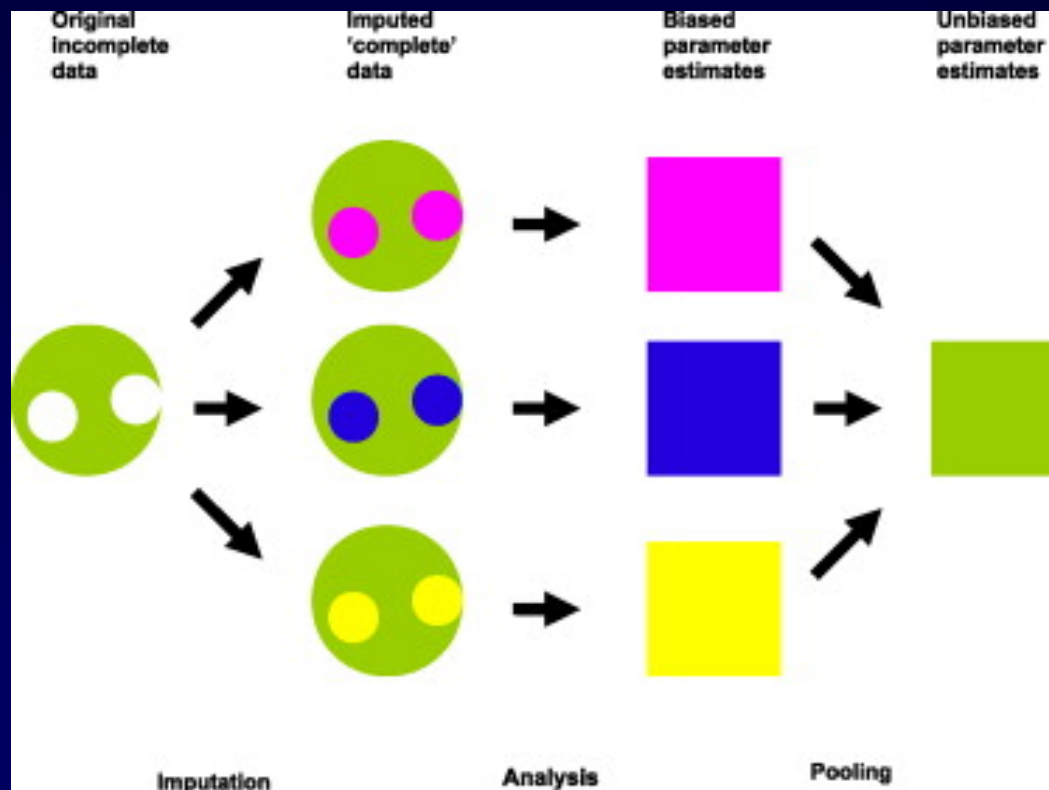 Original
incomplete
data
Imputed
‘complete’
data
Biased
parameter
estimates
Unbiased
parameter
estimates
Imputation
Analysis
Pooling